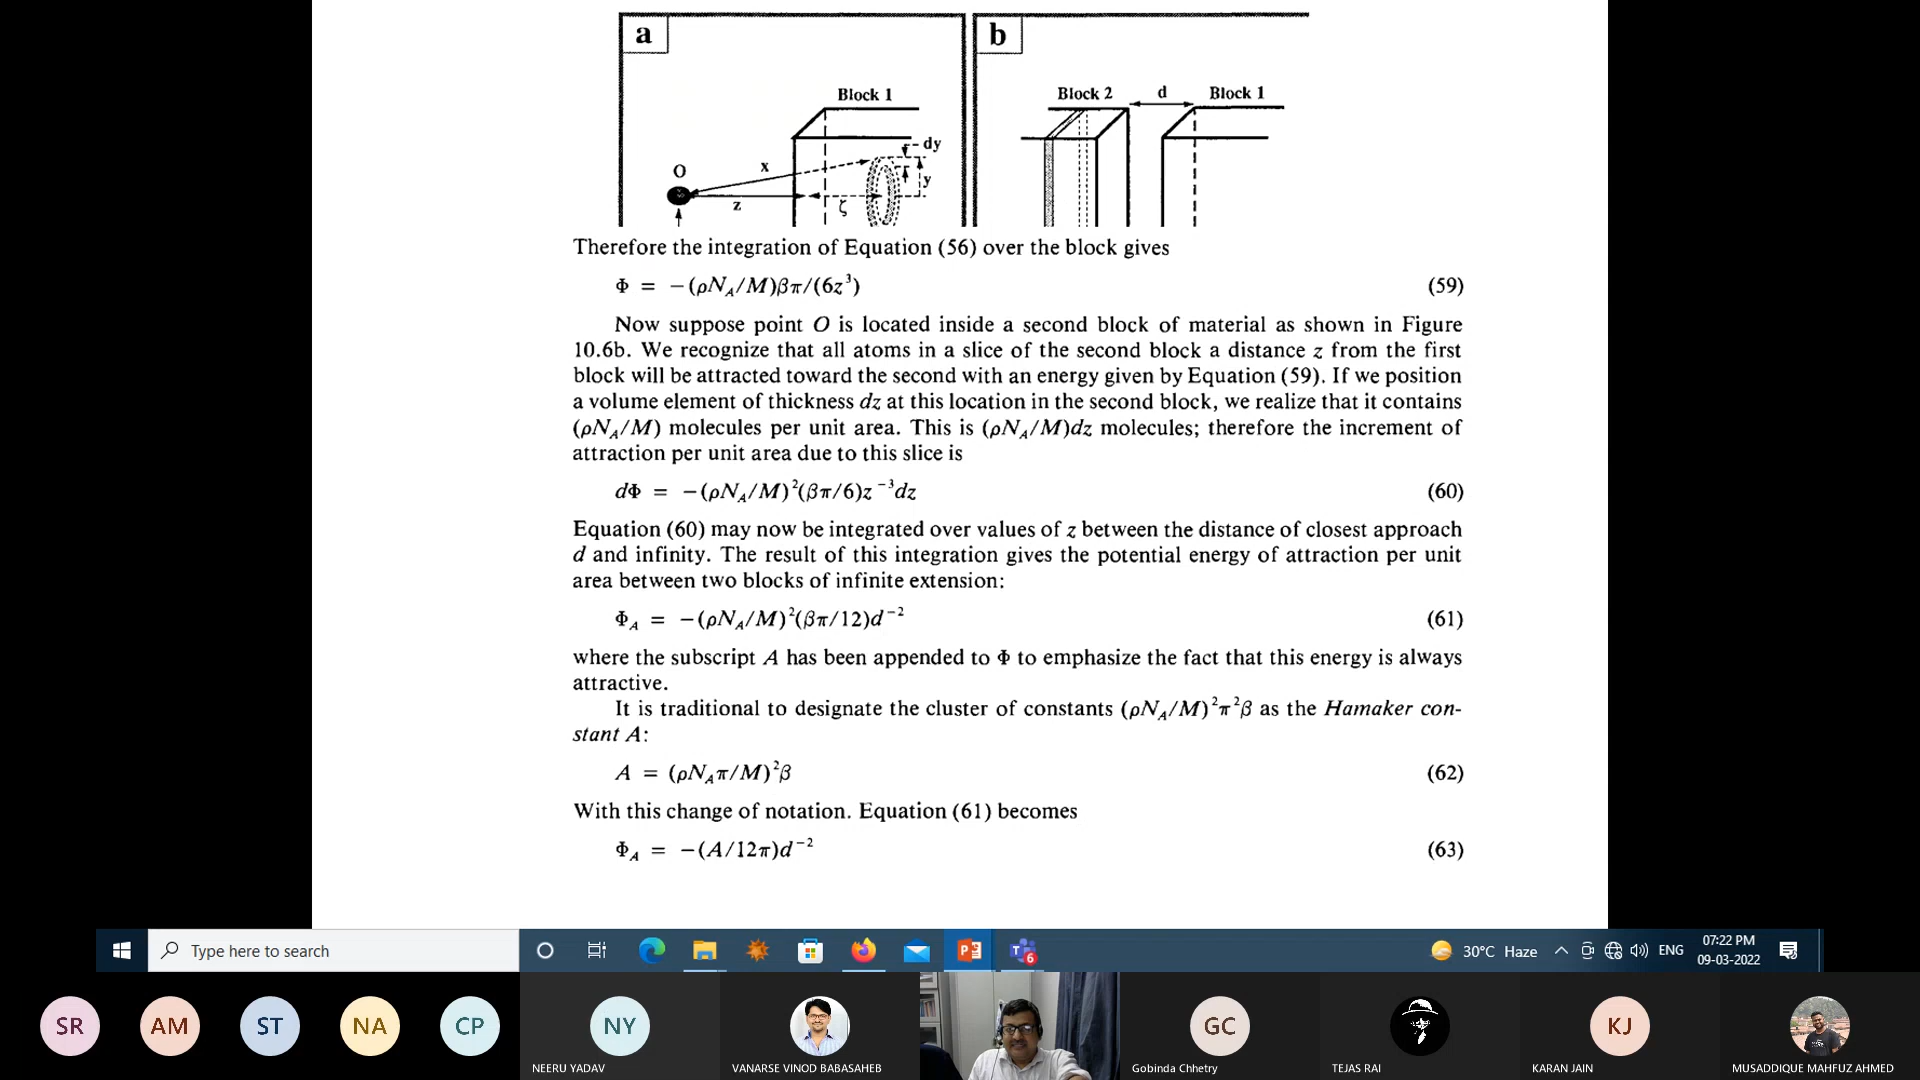 a
b
Block 1
Block 2
d
Block 1
dy
O
x
y
z
ζ
Therefore the integration of Equation (56) over the block gives
Φ = −(ρN_A/M)βπ/(6z³) (59)
Now suppose point O is located inside a second block of material as shown in Figure
10.6b. We recognize that all atoms in a slice of the second block a distance z from the first
block will be attracted toward the second with an energy given by Equation (59). If we position
a volume element of thickness dz at this location in the second block, we realize that it contains
(ρN_A/M) molecules per unit area. This is (ρN_A/M)dz molecules; therefore the increment of
attraction per unit area due to this slice is
dΦ = −(ρN_A/M)²(βπ/6)z⁻³dz (60)
Equation (60) may now be integrated over values of z between the distance of closest approach
d and infinity. The result of this integration gives the potential energy of attraction per unit
area between two blocks of infinite extension:
Φ_A = −(ρN_A/M)²(βπ/12)d⁻² (61)
where the subscript A has been appended to Φ to emphasize the fact that this energy is always
attractive.
It is traditional to designate the cluster of constants (ρN_A/M)²π²β as the Hamaker con-
stant A:
A = (ρN_Aπ/M)²β (62)
With this change of notation. Equation (61) becomes
Φ_A = −(A/12π)d⁻² (63)
Type here to search
6
30°C Haze
ENG
07:22 PM
09-03-2022
SR
AM
ST
NA
CP
NY
GC
KJ
NEERU YADAV
VANARSE VINOD BABASAHEB
Gobinda Chhetry
TEJAS RAI
KARAN JAIN
MUSADDIQUE MAHFUZ AHMED